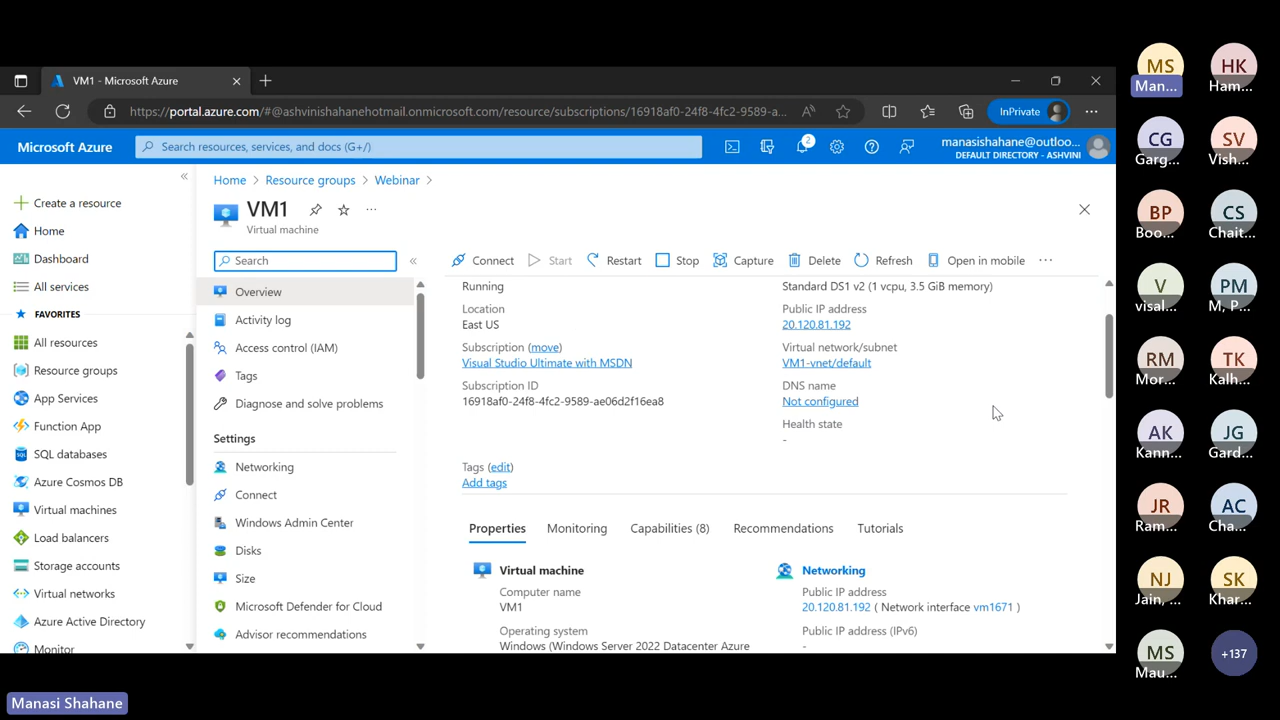 VM1 - Microsoft Azure
https://portal.azure.com/#@ashvinishahanehotmail.onmicrosoft.com/resource/subscriptions/16918af0-24f8-4fc2-9589-a...
InPrivate
Microsoft Azure
Search resources, services, and docs (G+/)
2
manasishahane@outloo...
DEFAULT DIRECTORY - ASHVINI
Create a resource
Home
Dashboard
All services
FAVORITES
All resources
Resource groups
App Services
Function App
SQL databases
Azure Cosmos DB
Virtual machines
Load balancers
Storage accounts
Virtual networks
Azure Active Directory
Monitor
Home > Resource groups > Webinar >
VM1
Virtual machine
Search
Overview
Activity log
Access control (IAM)
Tags
Diagnose and solve problems
Settings
Networking
Connect
Windows Admin Center
Disks
Size
Microsoft Defender for Cloud
Advisor recommendations
Connect Start Restart Stop Capture Delete Refresh Open in mobile
Running
Location
East US
Subscription (move)
Visual Studio Ultimate with MSDN
Subscription ID
16918af0-24f8-4fc2-9589-ae06d2f16ea8
Standard DS1 v2 (1 vcpu, 3.5 GiB memory)
Public IP address
20.120.81.192
Virtual network/subnet
VM1-vnet/default
DNS name
Not configured
Health state
-
Tags (edit)
Add tags
Properties Monitoring Capabilities (8) Recommendations Tutorials
Virtual machine
Computer name
VM1
Operating system
Windows (Windows Server 2022 Datacenter Azure
Networking
Public IP address
20.120.81.192 ( Network interface vm1671 )
Public IP address (IPv6)
-
MS
Man...
HK
Ham...
CG
Garg...
SV
Vish...
BP
Boo...
CS
Chait...
V
visal...
PM
M, P...
RM
Mor...
TK
Kalh...
AK
Kann...
JG
Gard...
JR
Ram...
AC
Cha...
NJ
Jain, ...
SK
Khar...
MS
Mau...
+137
Manasi Shahane